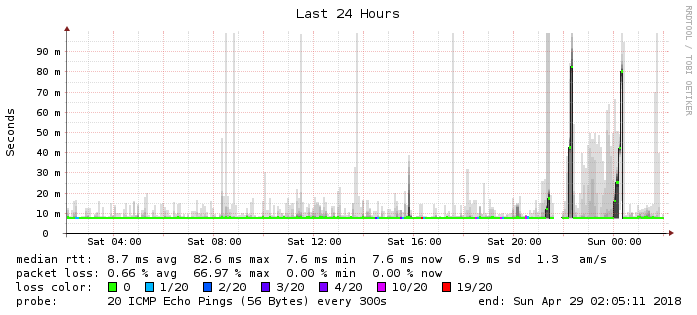 Last 24 Hours
RRDTOOL / TOBI OETIKER
Seconds
90 m
80 m
70 m
60 m
50 m
40 m
30 m
20 m
10 m
0
Sat 04:00 Sat 08:00 Sat 12:00 Sat 16:00 Sat 20:00 Sun 00:00
median rtt: 8.7 ms avg 82.6 ms max 7.6 ms min 7.6 ms now 6.9 ms sd 1.3 am/s
packet loss: 0.66 % avg 66.97 % max 0.00 % min 0.00 % now
loss color: 0 1/20 2/20 3/20 4/20 10/20 19/20
probe: 20 ICMP Echo Pings (56 Bytes) every 300s end: Sun Apr 29 02:05:11 2018